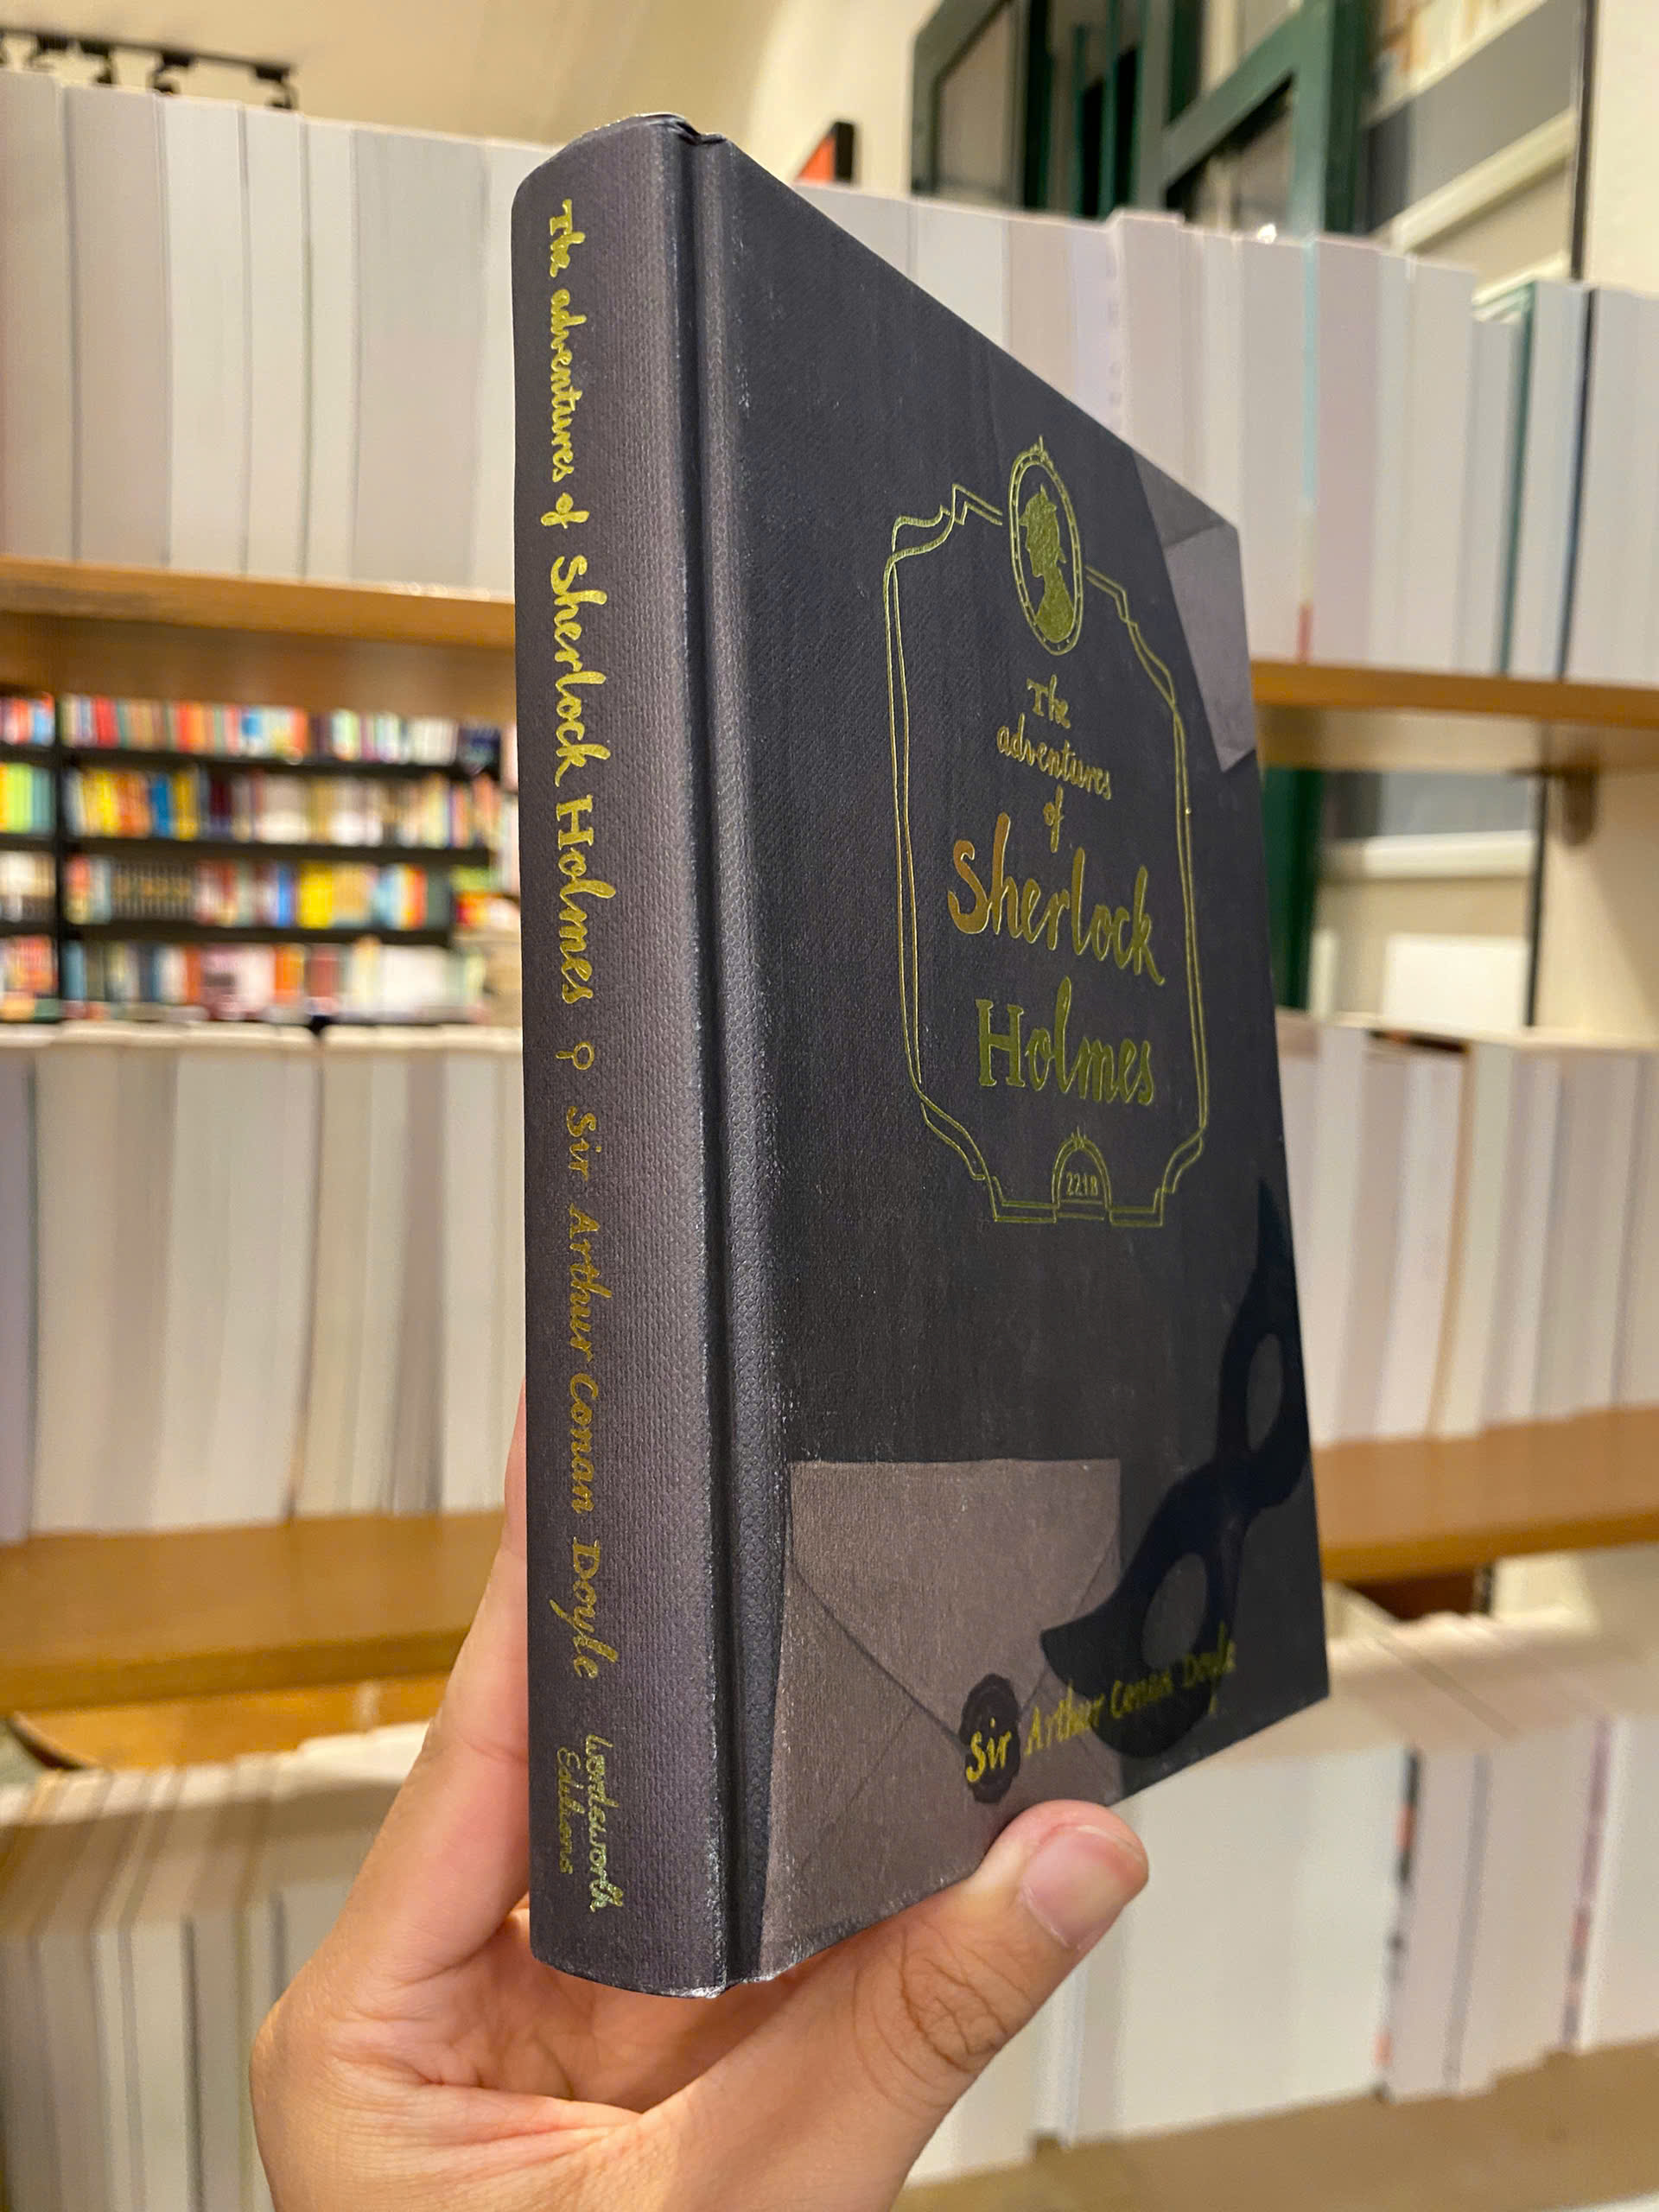 The adventures of Sherlock Holmes Sir Arthur Conan Doyle
Wordsworth
Editions
The
adventures
of
Sherlock
Holmes
221B
Sir Arthur Conan Doyle